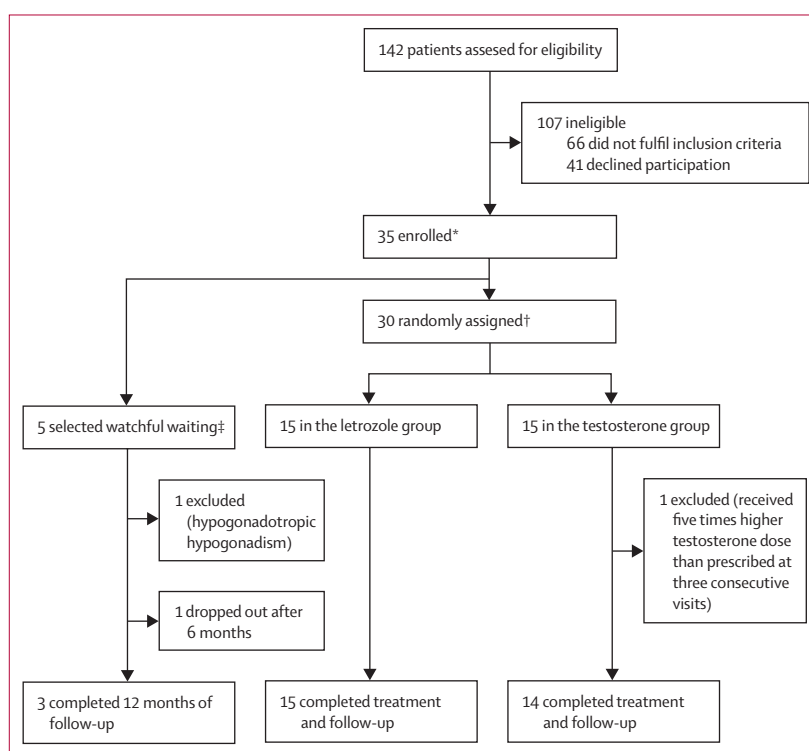 142 patients assesed for eligibility
107 ineligible
66 did not fulfil inclusion criteria
41 declined participation
35 enrolled*
30 randomly assigned†
5 selected watchful waiting‡
15 in the letrozole group
15 in the testosterone group
1 excluded
(hypogonadotropic
hypogonadism)
1 excluded (received
five times higher
testosterone dose
than prescribed at
three consecutive
visits)
1 dropped out after
6 months
3 completed 12 months of
follow-up
15 completed treatment
and follow-up
14 completed treatment
and follow-up